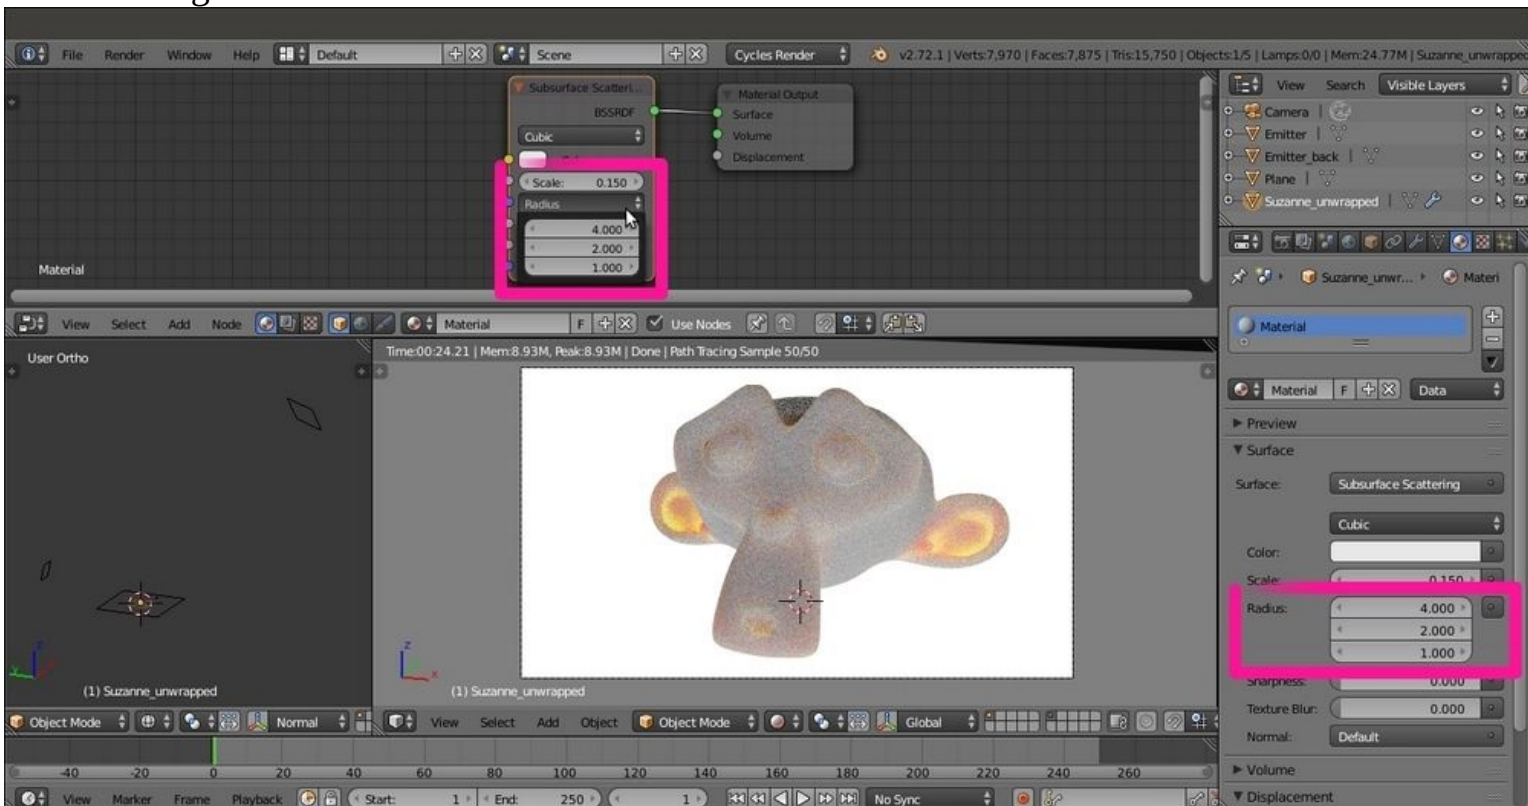 File Render Window Help Default Scene Cycles Render v2.72.1 | Verts:7,970 | Faces:7,875 | Tris:15,750 | Objects:1/5 | Lamps:0/0 | Mem:24.77M | Suzanne_unwrapped
Subsurface Scatteri...
BSSRDF
Cubic
Scale: 0.150
Radius
4.000
2.000
1.000
Material Output
Surface
Volume
Displacement
Material
View Search Visible Layers
Camera
Emitter
Emitter_back
Plane
Suzanne_unwrapped
Suzanne_unwr... Materi
Material
Material F Data
Preview
Surface
Surface: Subsurface Scattering
Cubic
Color:
Scale: 0.150
Radius: 4.000
2.000
1.000
Sharpness: 0.000
Texture Blur: 0.000
Normal: Default
Volume
Displacement
View Select Add Node Material F Use Nodes
User Ortho
Time:00:24.21 | Mem:8.93M, Peak:8.93M | Done | Path Tracing Sample 50/50
z
y
z
x
(1) Suzanne_unwrapped
(1) Suzanne_unwrapped
Object Mode Normal
View Select Add Object Object Mode Global
-40 -20 0 20 40 60 80 100 120 140 160 180 200 220 240 260
View Marker Frame Playback Start: 1 End: 250 1 No Sync